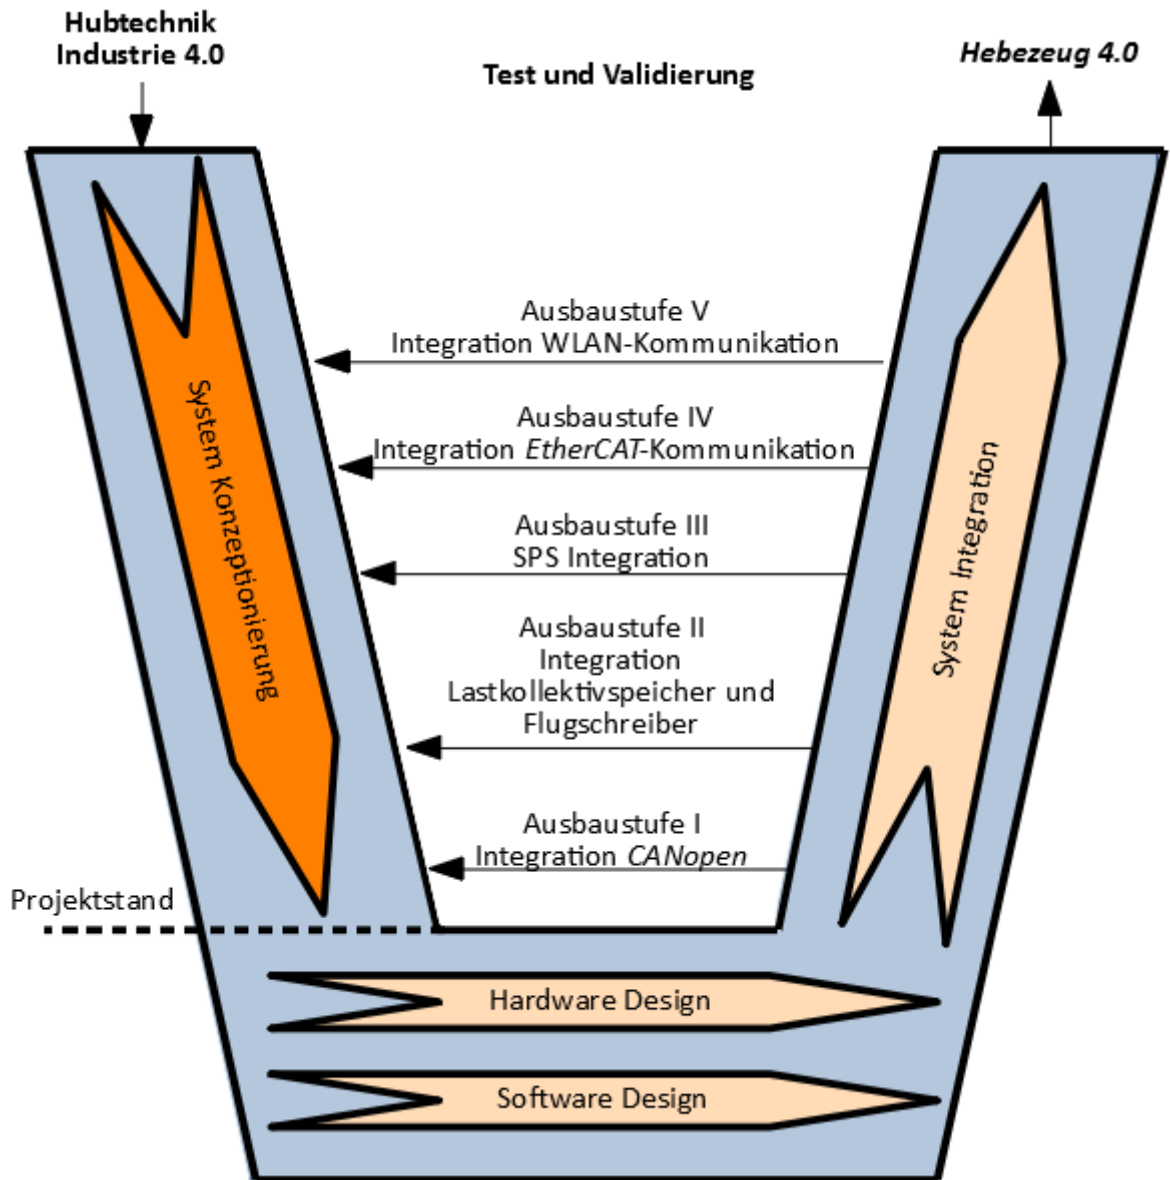 Hubtechnik
Industrie 4.0
Test und Validierung
Hebezeug 4.0
Ausbaustufe V
Integration WLAN-Kommunikation
Ausbaustufe IV
Integration EtherCAT-Kommunikation
Ausbaustufe III
SPS Integration
Ausbaustufe II
Integration
Lastkollektivspeicher und
Flugschreiber
Ausbaustufe I
Integration CANopen
System Konzeptionierung
System Integration
Projektstand
Hardware Design
Software Design